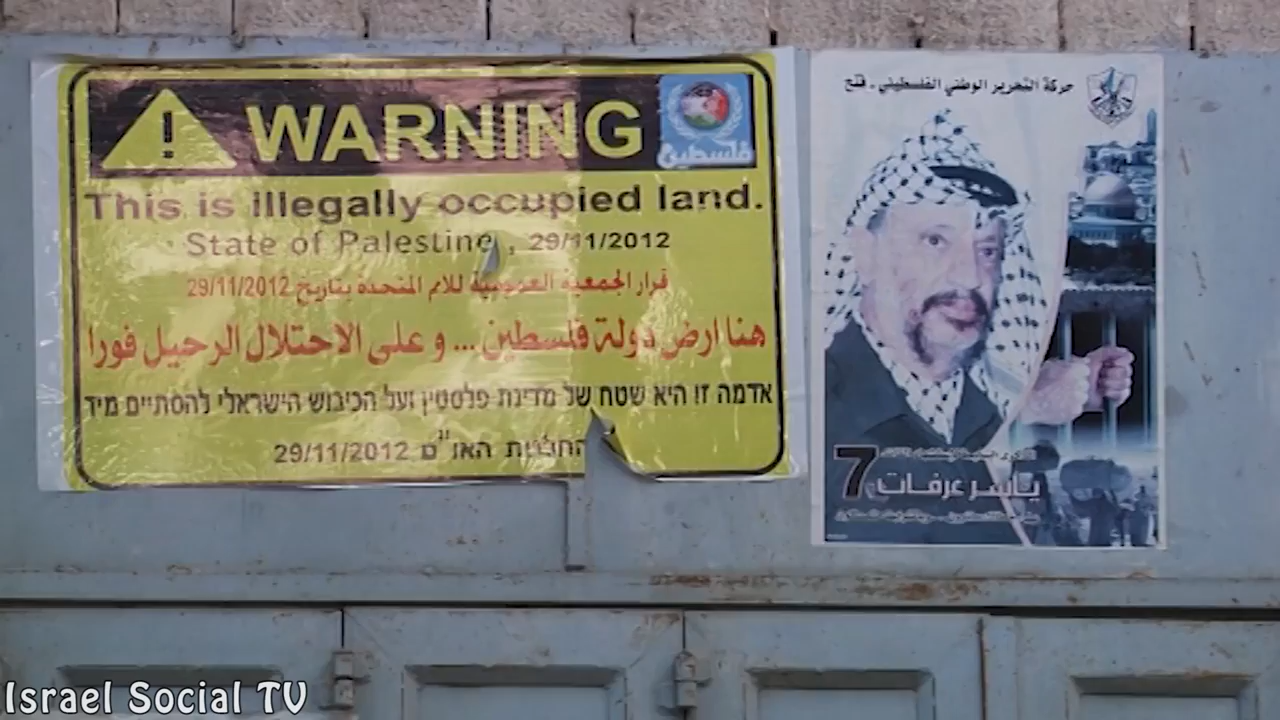 WARNING
فلسطين
This is illegally occupied land.
State of Palestine, 29/11/2012
قرار الجمعية العمومية للامم المتحدة بتاريخ 29/11/2012
هنا ارض دولة فلسطين ... و على الاحتلال الرحيل فورا
אדמה זו היא שטח של מדינת פלסטין ועל הכיבוש הישראלי להסתיים מיד
החלטת האו"ם 29/11/2012
حركة التحرير الوطني الفلسطيني - فتح
7
ياسر عرفات
Israel Social TV